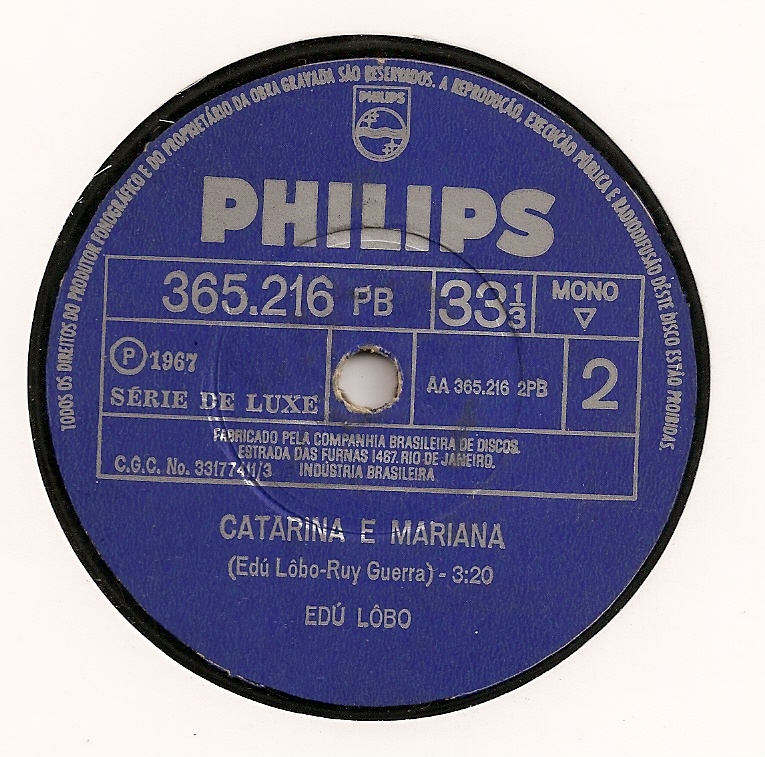 TODOS OS DIREITOS DO PRODUTOR FONOGRÁFICO E DO PROPRIETÁRIO DA OBRA GRAVADA SÃO RESERVADOS. A REPRODUÇÃO, EXECUÇÃO PÚBLICA E RADIODIFUSÃO DÊSTE DISCO ESTÃO PROIBIDAS.
PHILIPS
PHILIPS
365.216 PB
33 1/3
MONO
Ⓟ 1967
SÉRIE DE LUXE
AA 365.216 2PB
2
FABRICADO PELA COMPANHIA BRASILEIRA DE DISCOS.
ESTRADA DAS FURNAS 1467. RIO DE JANEIRO.
C.G.C. No. 33177411/3 INDÚSTRIA BRASILEIRA
CATARINA E MARIANA
(Edú Lôbo-Ruy Guerra) - 3:20
EDÚ LÔBO